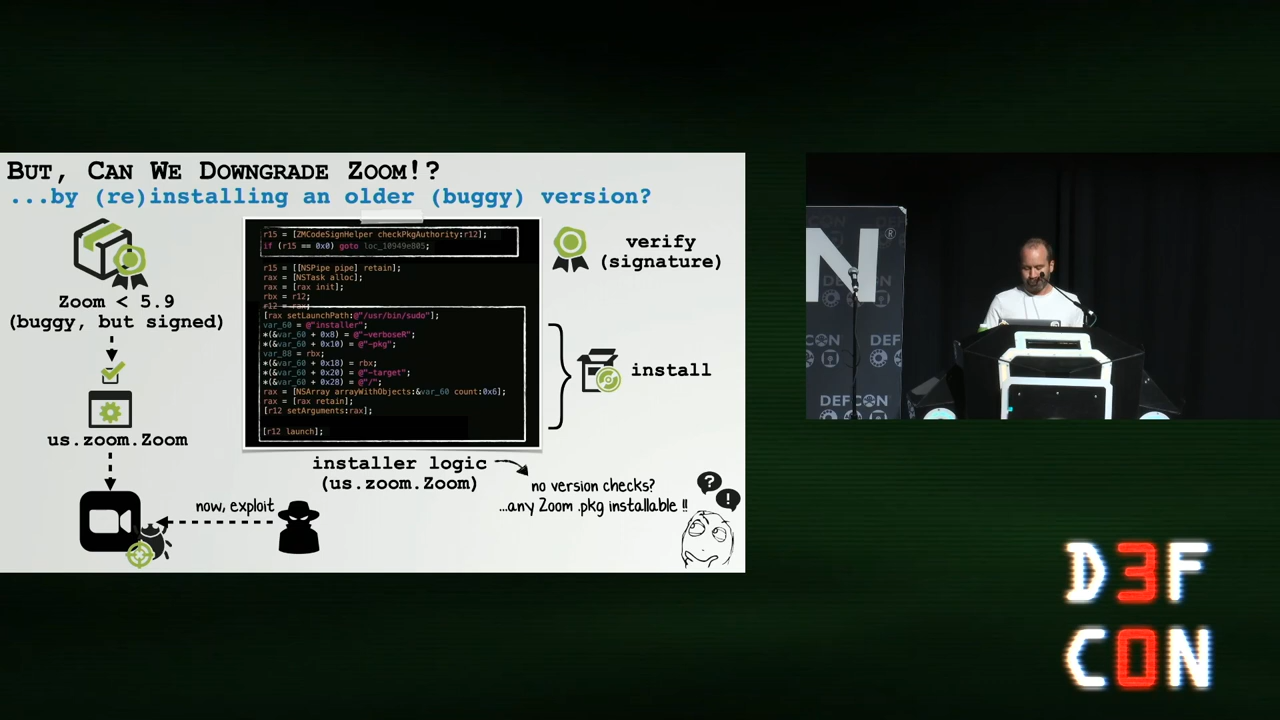 BUT, CAN WE DOWNGRADE ZOOM!?
...by (re)installing an older (buggy) version?
Zoom < 5.9
(buggy, but signed)
us.zoom.Zoom
now, exploit
r15 = [ZMCodeSignHelper checkPkgAuthority:r12];
if (r15 == 0x0) goto loc_10949e805;
r15 = [[NSPipe pipe] retain];
rax = [NSTask alloc];
rax = [rax init];
rbx = r12;
r12 = rax;
[rax setLaunchPath:@"/usr/bin/sudo"];
var_60 = @"installer";
*(&var_60 + 0x8) = @"-verboseR";
*(&var_60 + 0x10) = @"-pkg";
var_88 = rbx;
*(&var_60 + 0x18) = rbx;
*(&var_60 + 0x20) = @"-target";
*(&var_60 + 0x28) = @"/";
rax = [NSArray arrayWithObjects:&var_60 count:0x6];
rax = [rax retain];
[r12 setArguments:rax];
[r12 launch];
installer logic
(us.zoom.Zoom)
verify
(signature)
install
no version checks?
...any Zoom .pkg installable !!
?
!
N
®
DEFCON
D3F
C0N